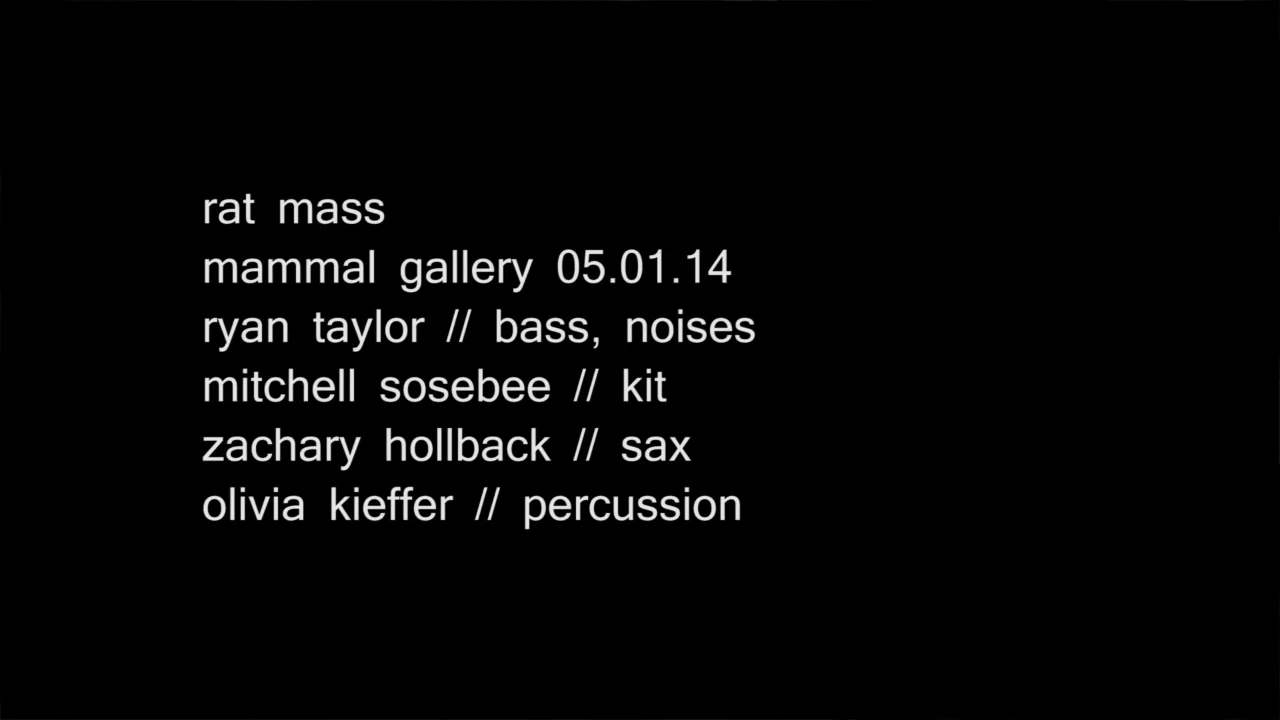 rat mass
mammal gallery 05.01.14
ryan taylor // bass, noises
mitchell sosebee // kit
zachary hollback // sax
olivia kieffer // percussion